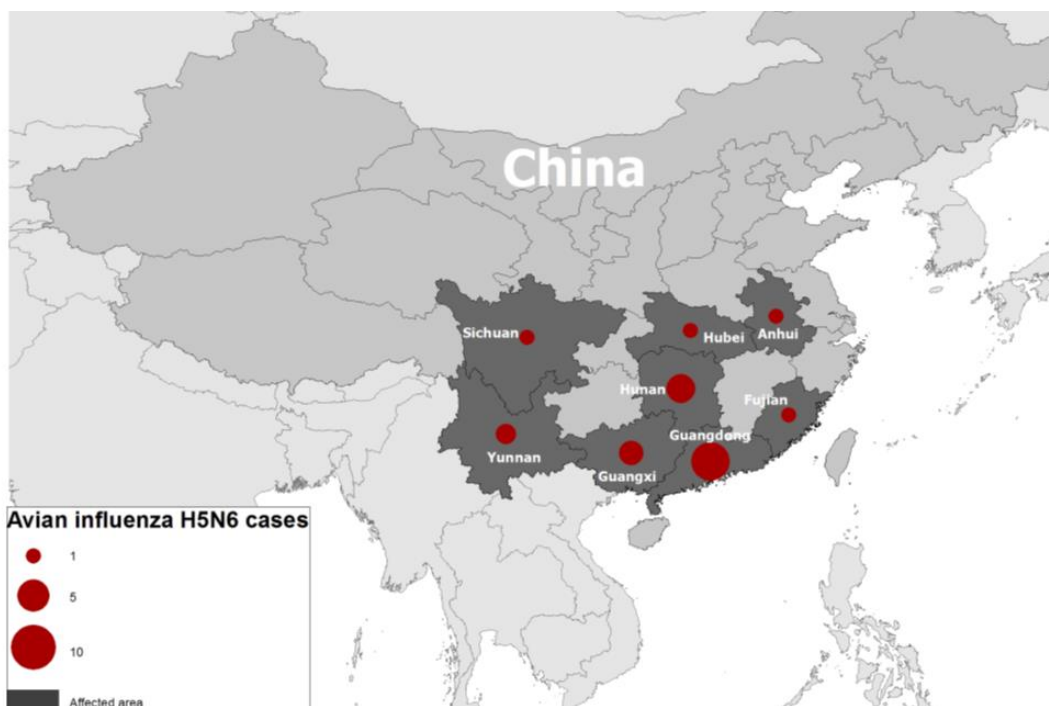 China
Sichuan
Hubei
Anhui
Hunan
Fujian
Guangdong
Yunnan
Guangxi
Avian influenza H5N6 cases
1
5
10
Affected area